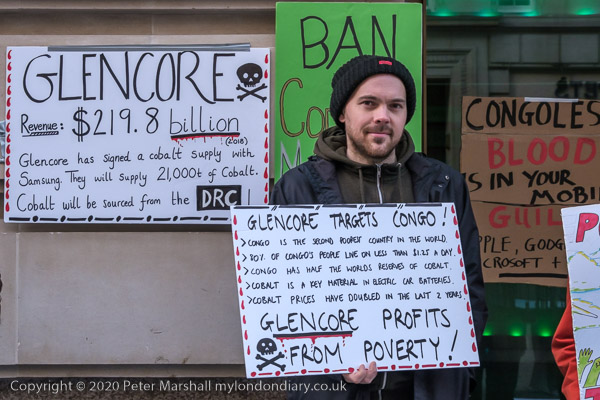 GLENCORE
Revenue: $219.8 billion
(2018)
Glencore has signed a cobalt supply with
Samsung. They will supply 21,000t of Cobalt.
Cobalt will be sourced from the DRC!
BAN
GLENCORE TARGETS CONGO!
> CONGO IS THE SECOND POOREST COUNTRY IN THE WORLD.
> 80% OF CONGO'S PEOPLE LIVE ON LESS THAN $1.25 A DAY.
> CONGO HAS HALF THE WORLDS RESERVES OF COBALT.
> COBALT IS A KEY MATERIAL IN ELECTRIC CAR BATTERIES.
> COBALT PRICES HAVE DOUBLED IN THE LAST 2 YEARS.
GLENCORE PROFITS
FROM POVERTY!
CONGOLES
BLOOD
IS IN YOUR
MOBI
GUIL
PLE, GOOG
CROSOFT +
Copyright © 2020 Peter Marshall mylondondiary.co.uk